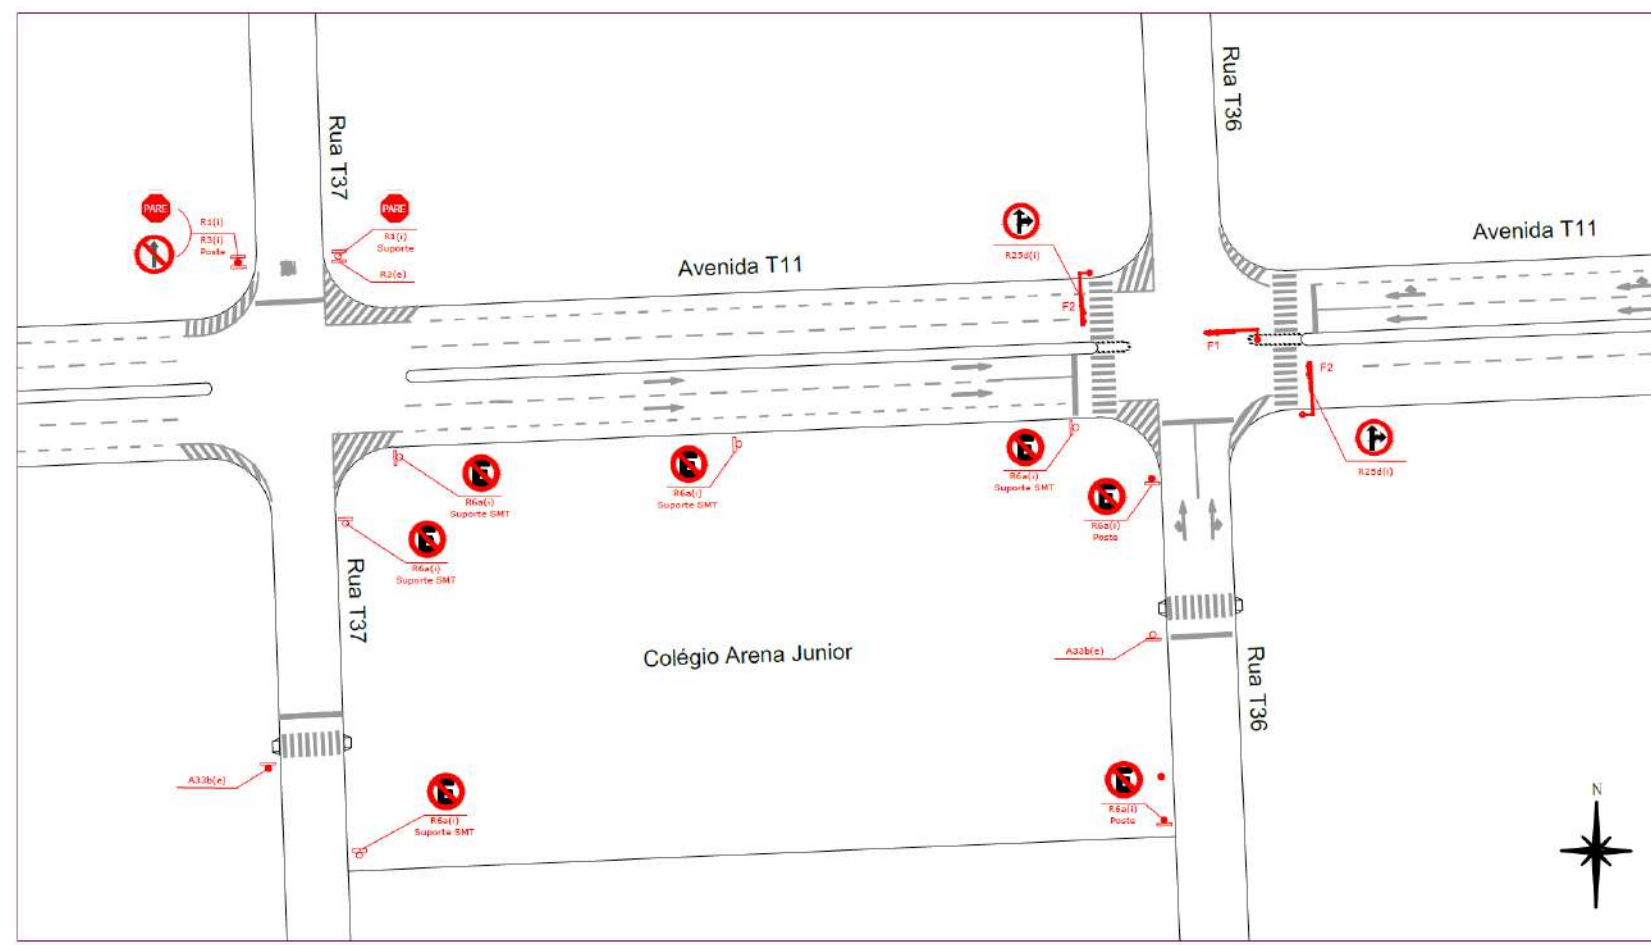 Rua T36
Rua T37
PARE
R1(i)
R3(i)
Poste
PARE
R1(i)
Suporte
R2(e)
Avenida T11
R25d(i)
F2
Avenida T11
F1
F2
R25d(i)
E
R6a(i)
Suporte SMT
E
R6a(i)
Suporte SMT
E
R6a(i)
Suporte SMT
E
R6a(i)
Poste
E
R6a(i)
Suporte SMT
Rua T37
Colégio Arena Junior
A33b(e)
Rua T36
A33b(e)
E
R6a(i)
Suporte SMT
E
R6a(i)
Poste
N